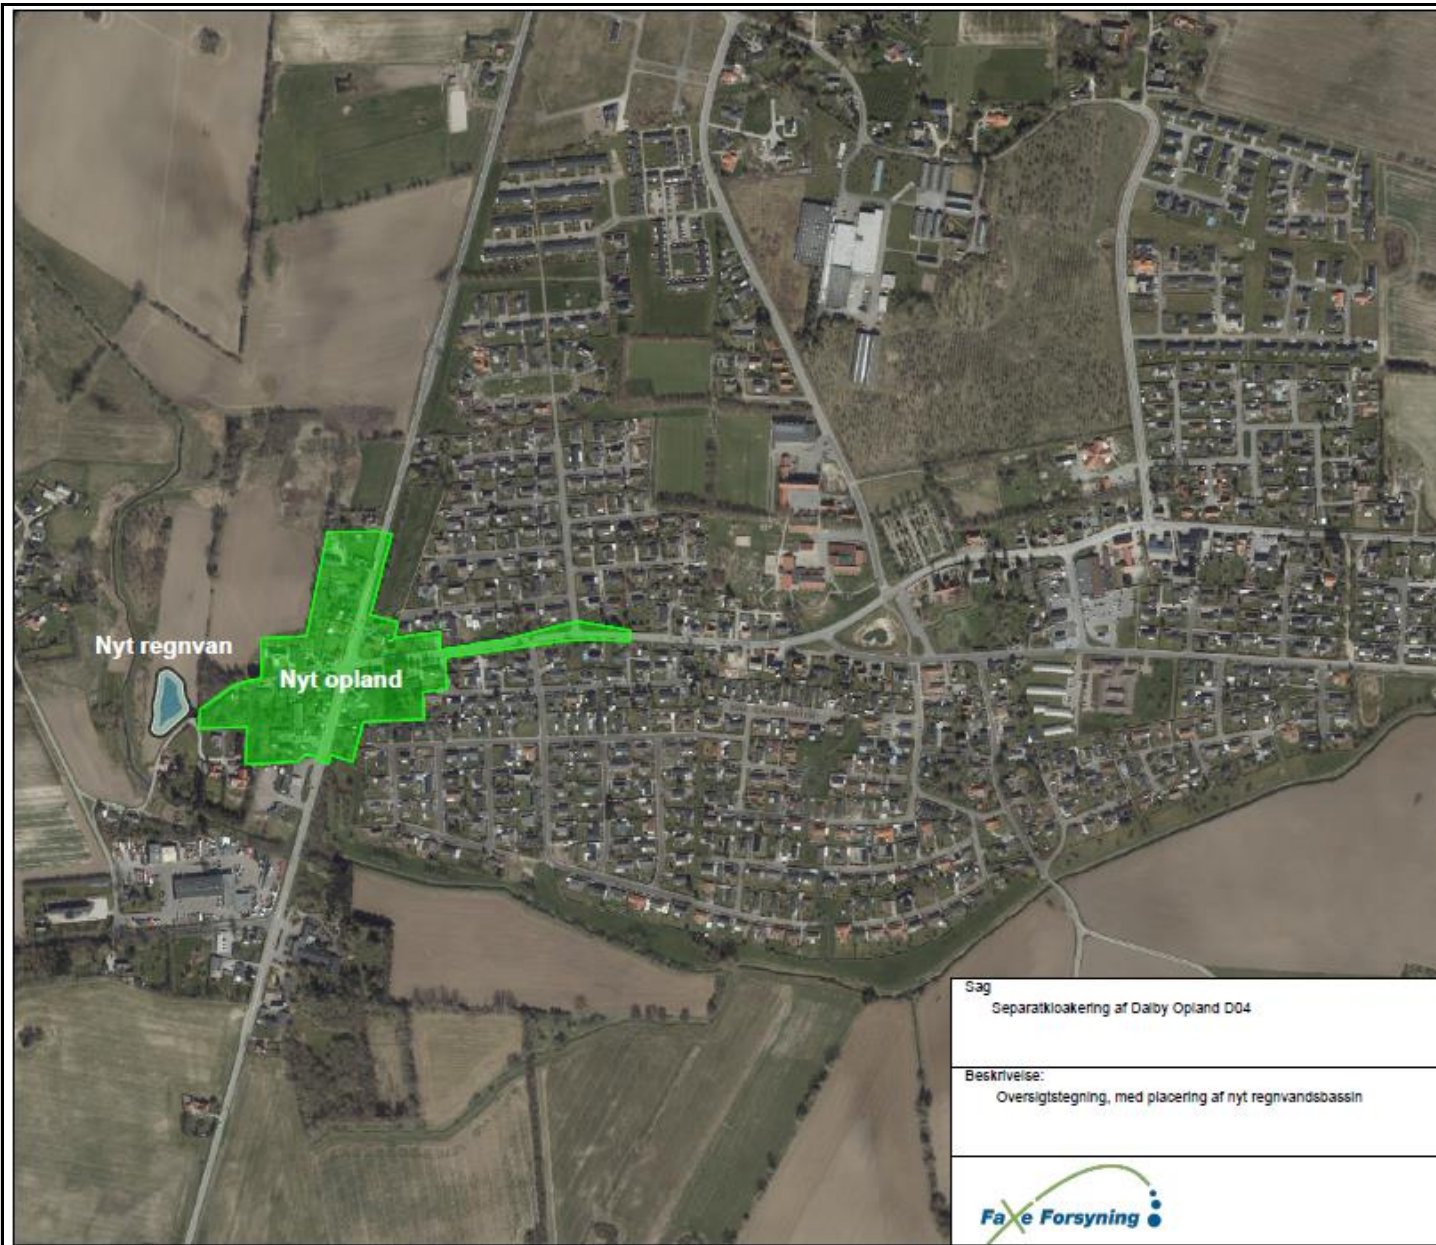 Nyt regnvan
Nyt opland
Sag
Separatkloakering af Dalby Opland D04
Beskrivelse:
Oversigtstegning, med placering af nyt regnvandsbassin
Faxe Forsyning